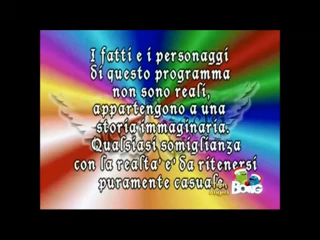 I fatti e i personaggi
di questo programma
non sono reali,
appartengono a una
storia immaginaria.
Qualsiasi somiglianza
con la realta' e' da ritenersi
puramente casuale.
BOING